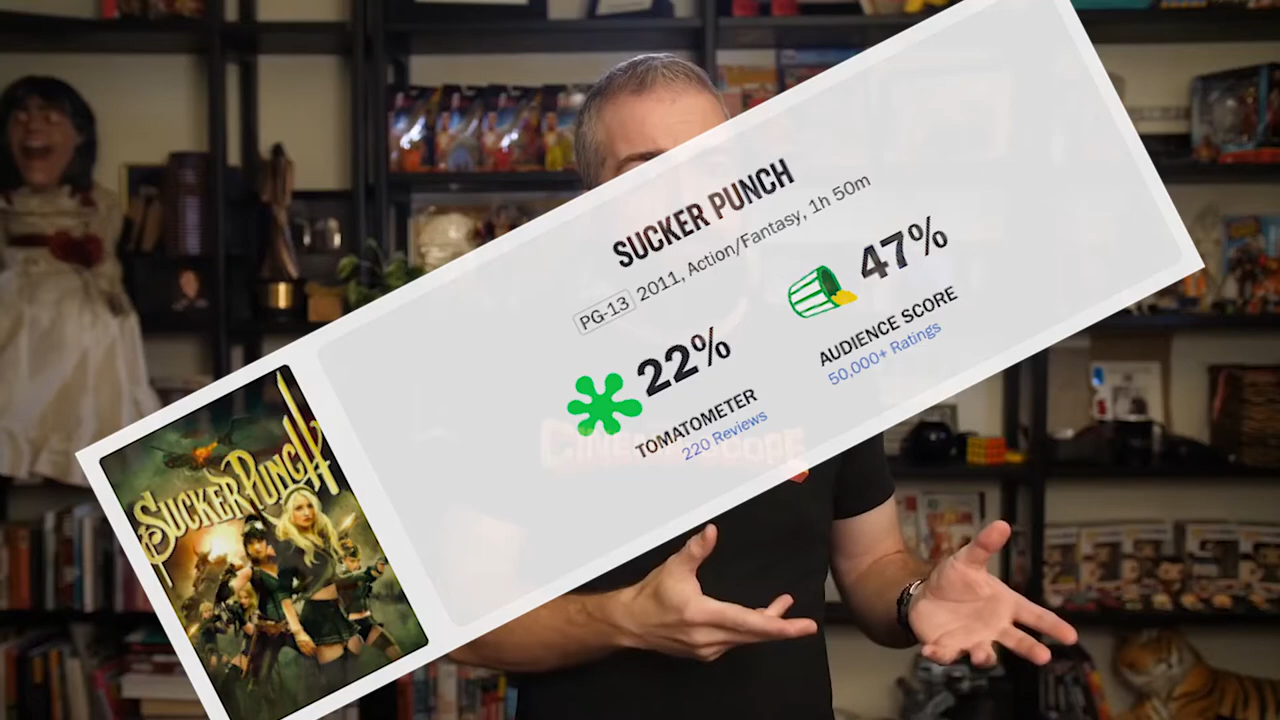 SUCKER PUNCH
PG-13 2011, Action/Fantasy, 1h 50m
22%
TOMATOMETER
220 Reviews
47%
AUDIENCE SCORE
50,000+ Ratings
SUCKER PUNCH